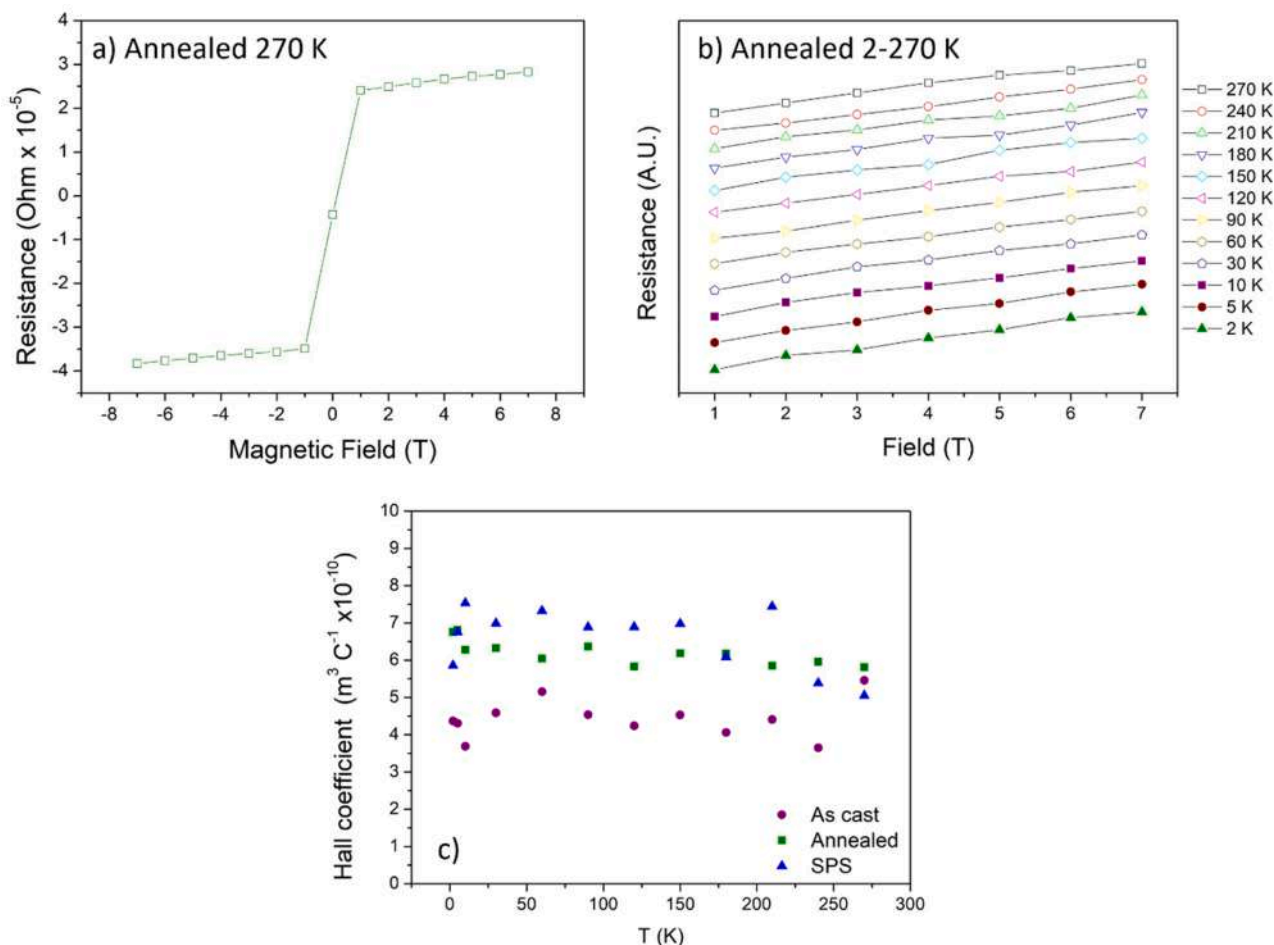 a) Annealed 270 K
4
3
2
1
0
-1
-2
-3
-4
Resistance (Ohm x 10⁻⁵)
-8 -6 -4 -2 0 2 4 6 8
Magnetic Field (T)
b) Annealed 2-270 K
Resistance (A.U.)
1 2 3 4 5 6 7
Field (T)
270 K
240 K
210 K
180 K
150 K
120 K
90 K
60 K
30 K
10 K
5 K
2 K
10
9
8
7
6
5
4
3
2
1
0
Hall coefficient (m³ C⁻¹ x10⁻¹⁰)
As cast
Annealed
SPS
c)
0 50 100 150 200 250 300
T (K)